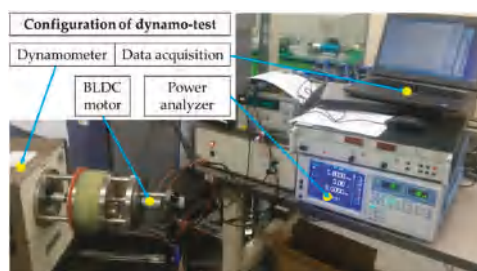 Configuration of dynamo-test
Dynamometer
Data acquisition
BLDC
motor
Power
analyzer